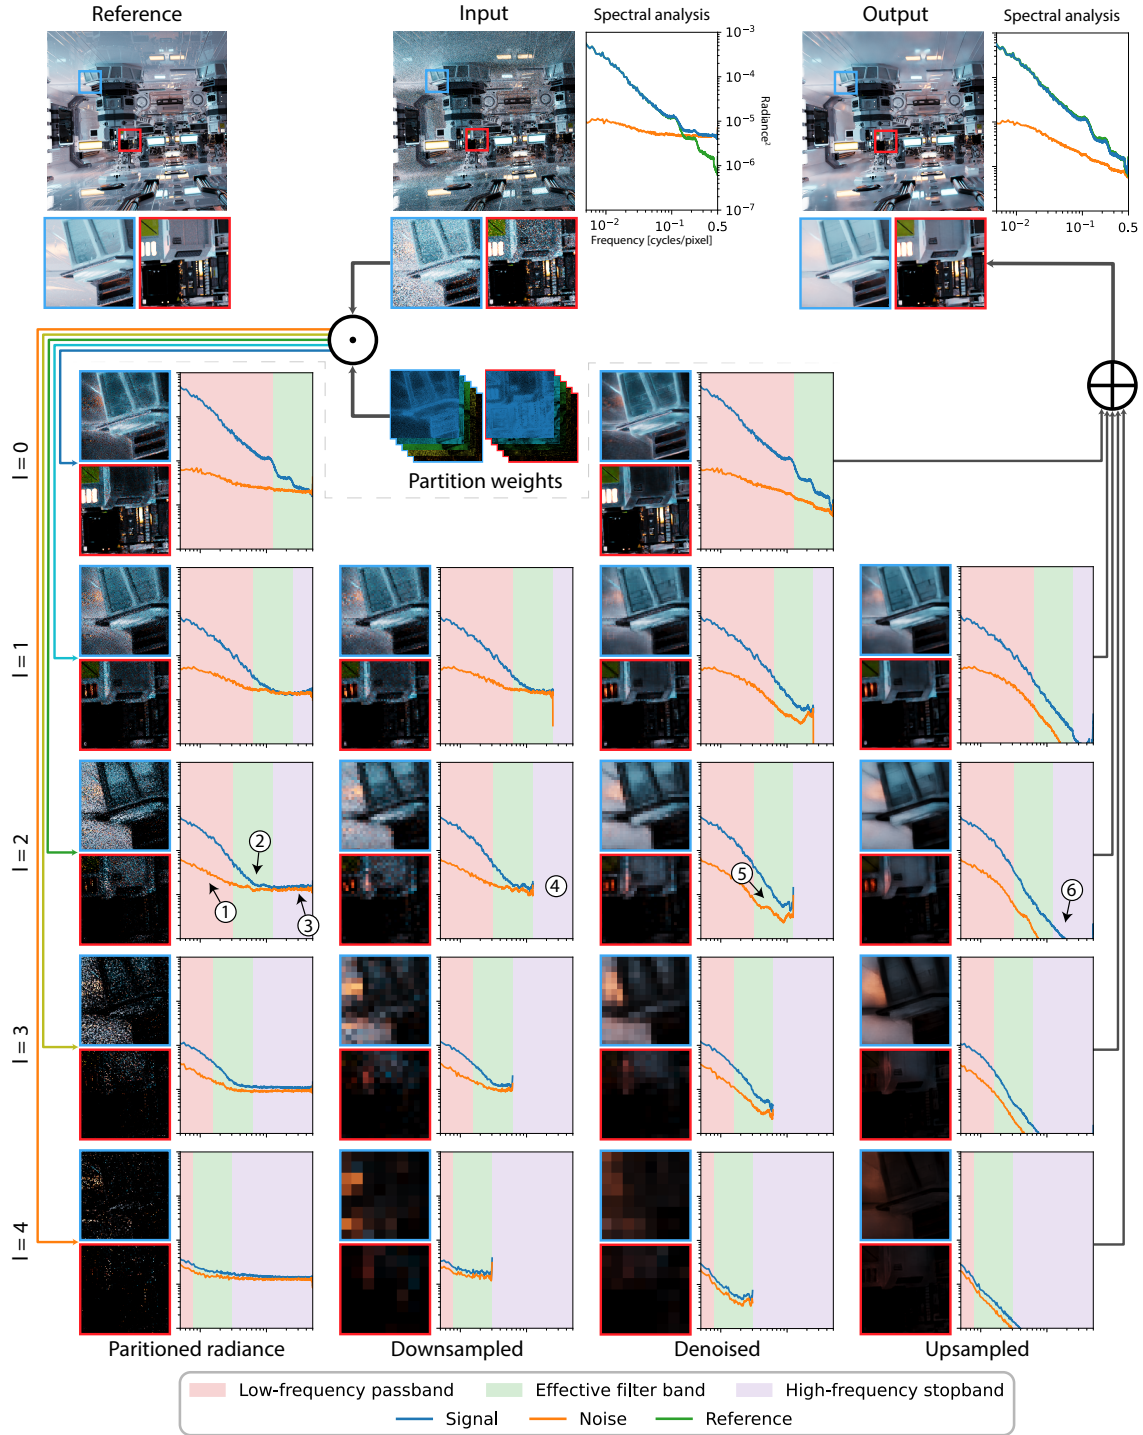 Reference
Input
Spectral analysis
Output
Spectral analysis
10⁻³
10⁻⁴
10⁻⁵
10⁻⁶
10⁻⁷
Radiance²
10⁻²
10⁻¹
0.5
Frequency [cycles/pixel]
10⁻²
10⁻¹
0.5
Partition weights
l = 0
l = 1
l = 2
① ② ③ ④ ⑤ ⑥
l = 3
l = 4
Paritioned radiance
Downsampled
Denoised
Upsampled
Low-frequency passband
Effective filter band
High-frequency stopband
Signal
Noise
Reference